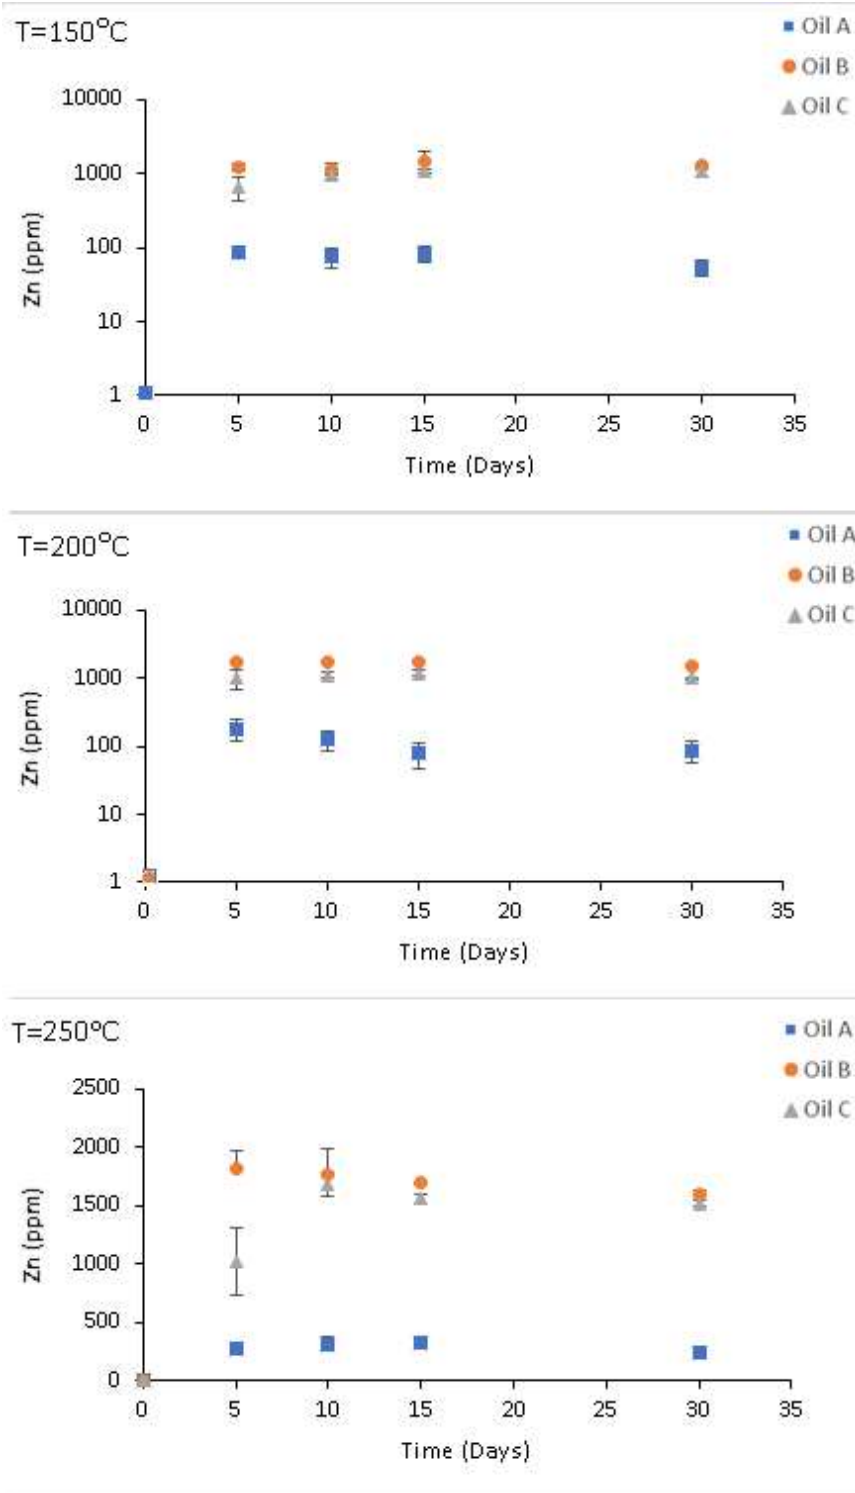 T=150°C
Oil A
Oil B
Oil C
10000
1000
100
10
1
Zn (ppm)
0 5 10 15 20 25 30 35
Time (Days)
T=200°C
Oil A
Oil B
Oil C
10000
1000
100
10
1
Zn (ppm)
0 5 10 15 20 25 30 35
Time (Days)
T=250°C
Oil A
Oil B
Oil C
2500
2000
1500
1000
500
0
Zn (ppm)
0 5 10 15 20 25 30 35
Time (Days)